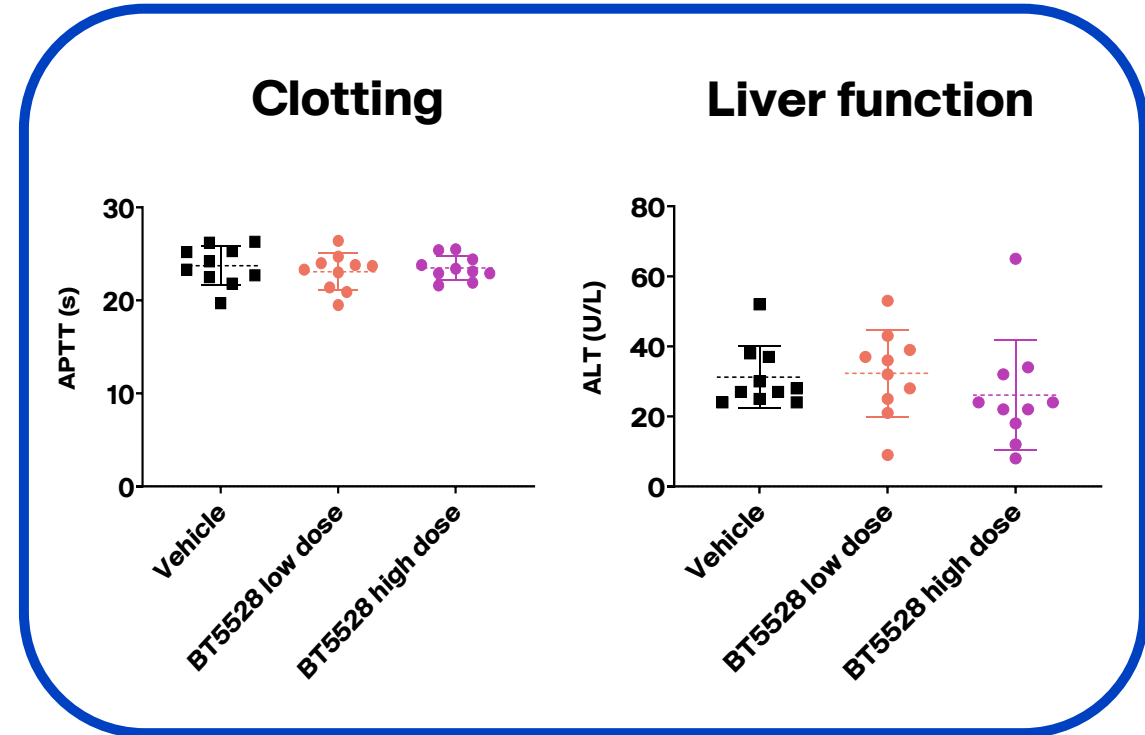 Clotting
APTT (s)
30
20
10
0
Vehicle
BT5528 low dose
BT5528 high dose
Liver function
ALT (U/L)
80
60
40
20
0
Vehicle
BT5528 low dose
BT5528 high dose